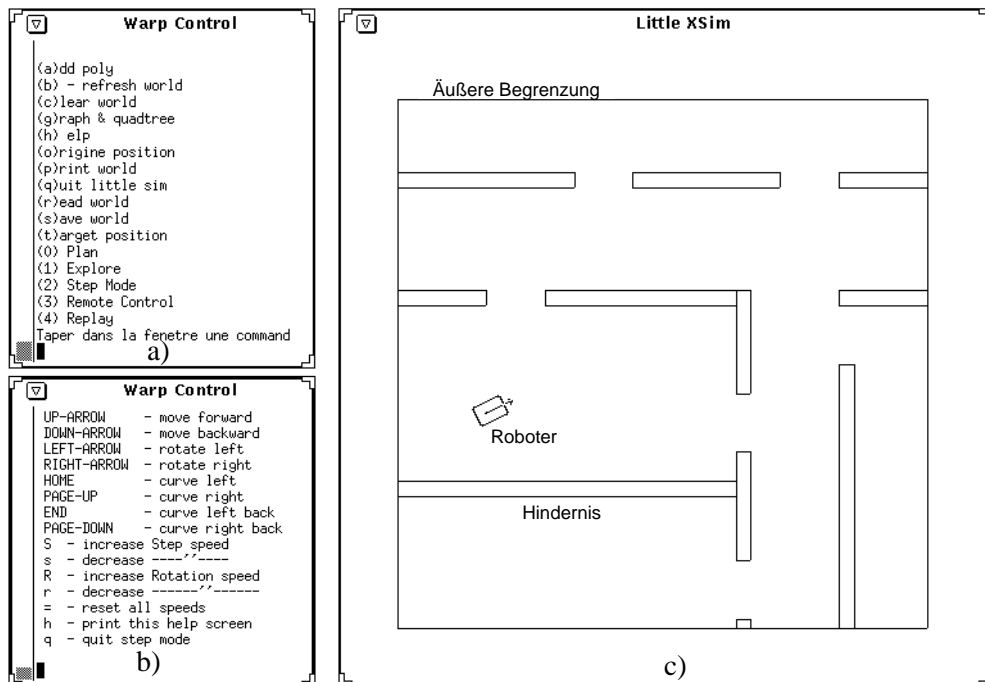 Warp Control
(a)dd poly
(b) - refresh world
(c)lear world
(g)raph & quadtree
(h) elp
(o)rigine position
(p)rint world
(q)uit little sim
(r)ead world
(s)ave world
(t)arget position
(0) Plan
(1) Explore
(2) Step Mode
(3) Remote Control
(4) Replay
Taper dans la fenetre une command
a)
Warp Control
UP-ARROW - move forward
DOWN-ARROW - move backward
LEFT-ARROW - rotate left
RIGHT-ARROW - rotate right
HOME - curve left
PAGE-UP - curve right
END - curve left back
PAGE-DOWN - curve right back
S - increase Step speed
s - decrease ----´´----
R - increase Rotation speed
r - decrease ------´´------
= - reset all speeds
h - print this help screen
q - quit step mode
b)
Little XSim
Äußere Begrenzung
Roboter
Hindernis
c)